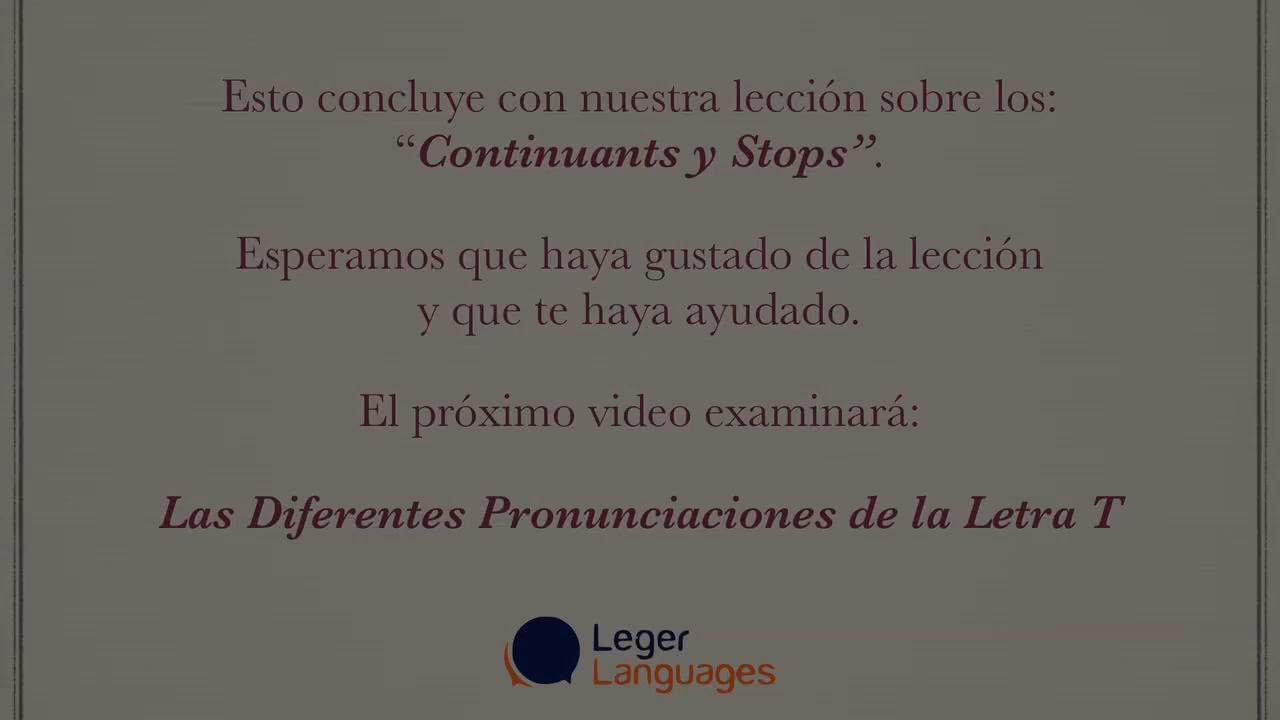 Esto concluye con nuestra lección sobre los:
“Continuants y Stops”.
Esperamos que haya gustado de la lección
y que te haya ayudado.
El próximo video examinará:
Las Diferentes Pronunciaciones de la Letra T
Leger
Languages